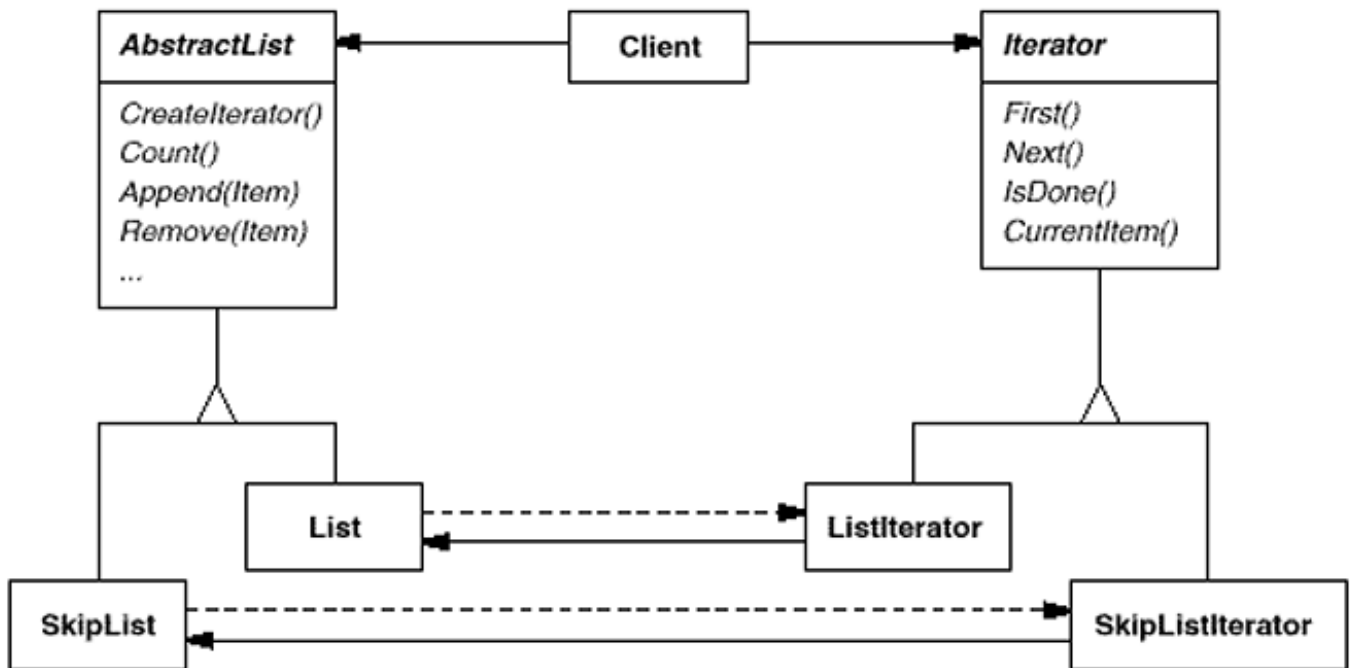 AbstractList
CreateIterator()
Count()
Append(Item)
Remove(Item)
...
Client
Iterator
First()
Next()
IsDone()
CurrentItem()
List
ListIterator
SkipList
SkipListIterator